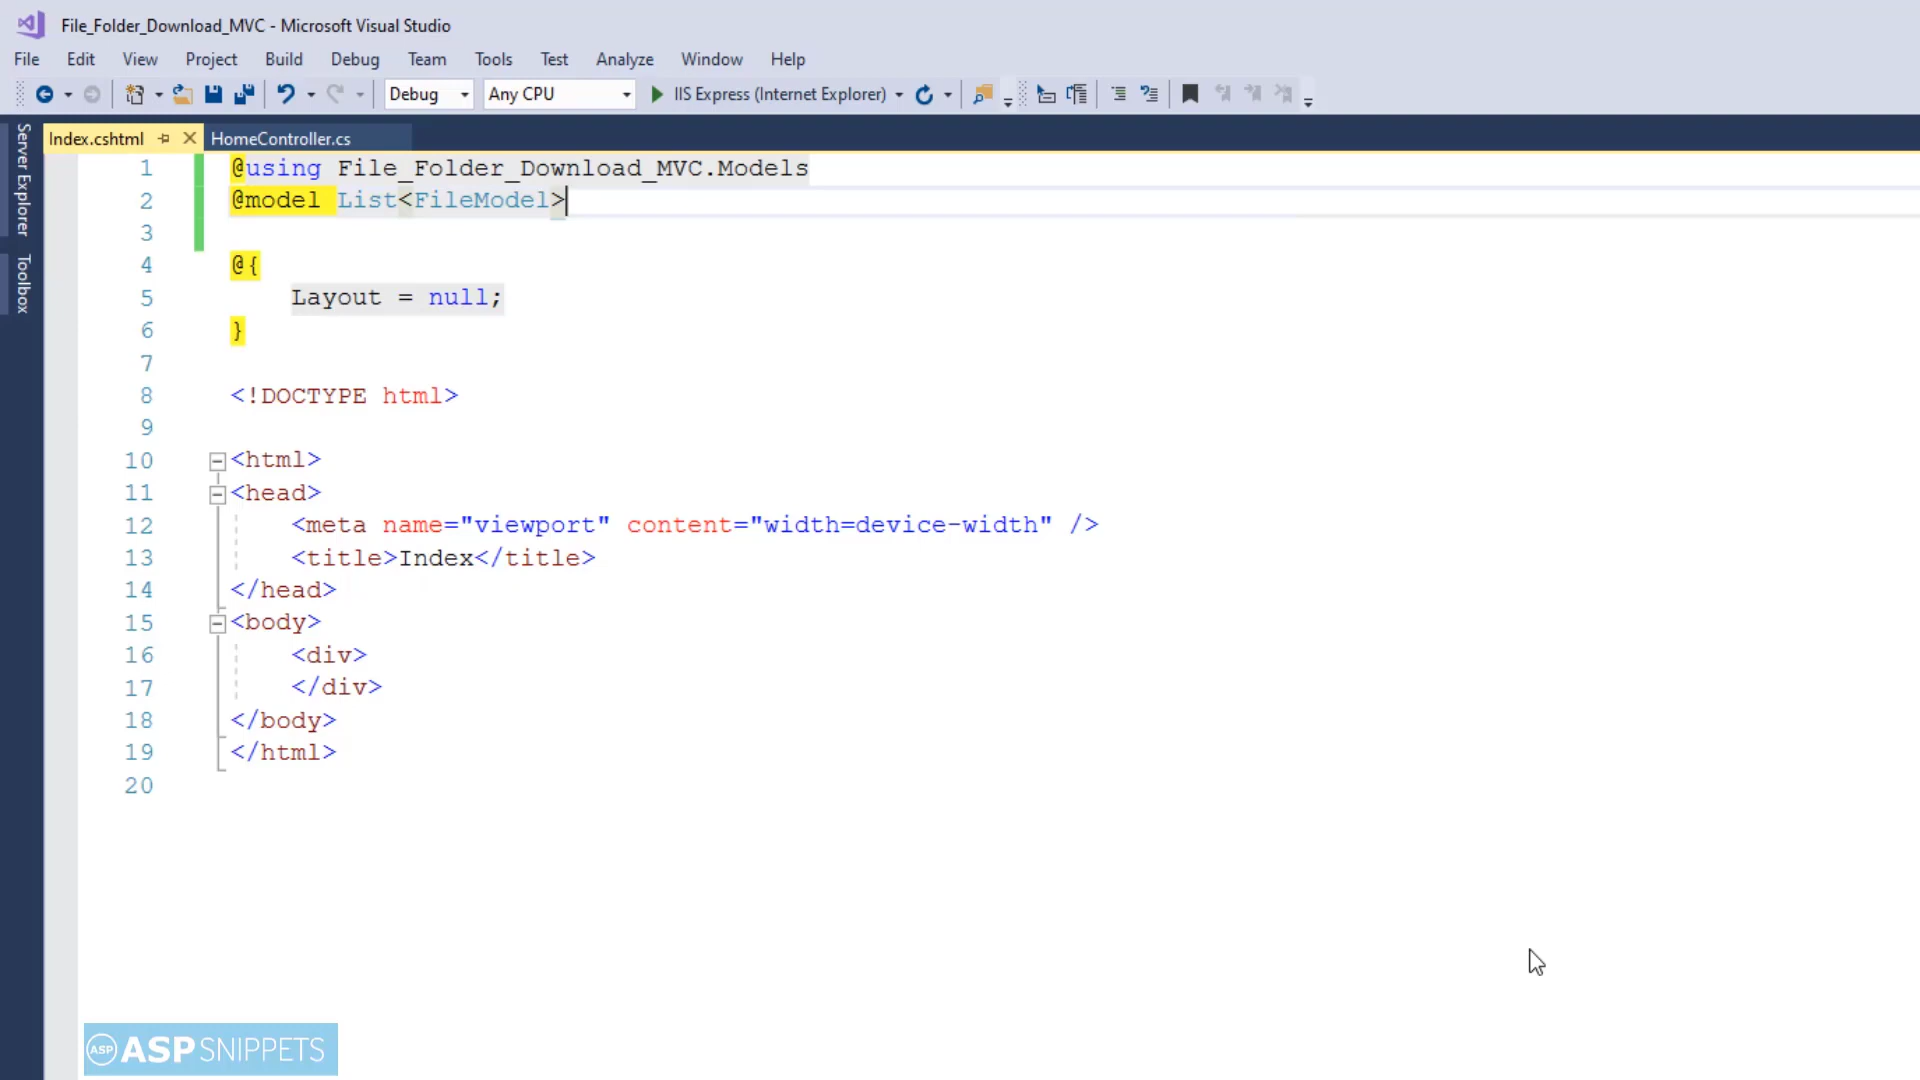 File_Folder_Download_MVC - Microsoft Visual Studio
File Edit View Project Build Debug Team Tools Test Analyze Window Help
Debug Any CPU IIS Express (Internet Explorer)
Server Explorer
Toolbox
Index.cshtml HomeController.cs
1 @using File_Folder_Download_MVC.Models
2 @model List<FileModel>
3
4 @{
5 Layout = null;
6 }
7
8 <!DOCTYPE html>
9
10 <html>
11 <head>
12 <meta name="viewport" content="width=device-width" />
13 <title>Index</title>
14 </head>
15 <body>
16 <div>
17 </div>
18 </body>
19 </html>
20
ASP ASPSNIPPETS